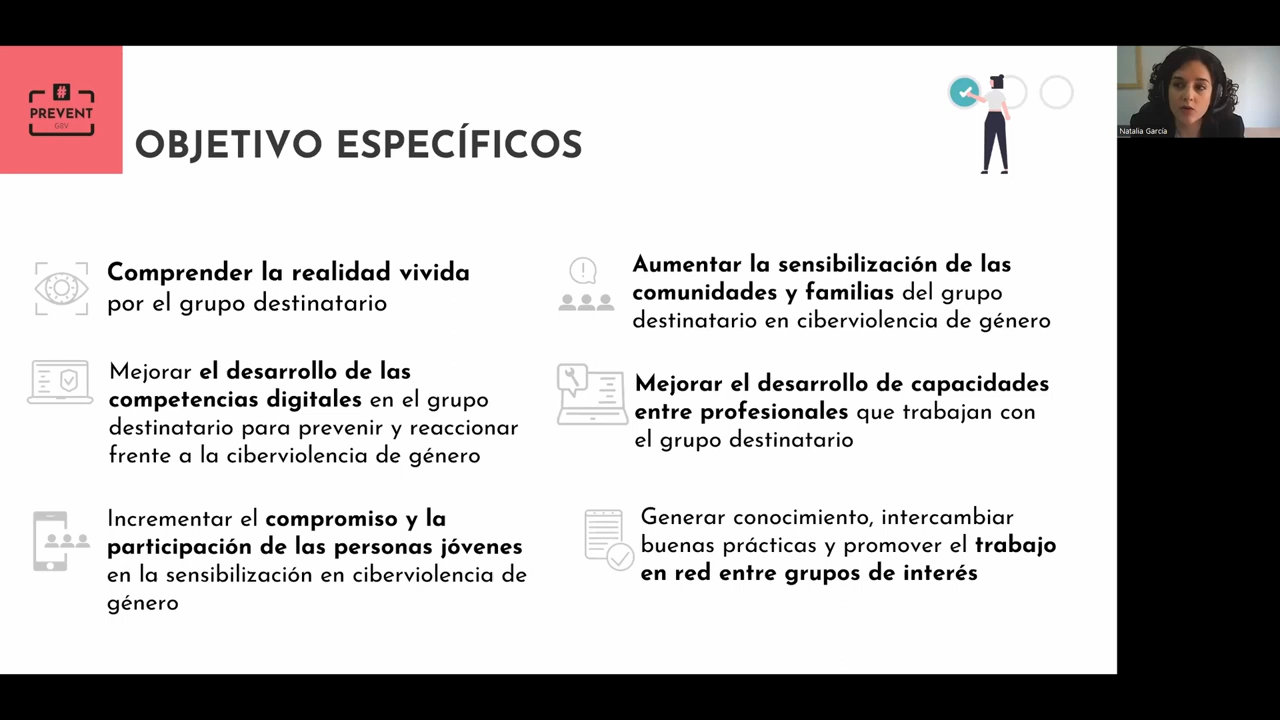 #
PREVENT
GBV
OBJETIVO ESPECÍFICOS
Comprender la realidad vivida
por el grupo destinatario
Mejorar el desarrollo de las
competencias digitales en el grupo
destinatario para prevenir y reaccionar
frente a la ciberviolencia de género
Incrementar el compromiso y la
participación de las personas jóvenes
en la sensibilización en ciberviolencia de
género
Aumentar la sensibilización de las
comunidades y familias del grupo
destinatario en ciberviolencia de género
Mejorar el desarrollo de capacidades
entre profesionales que trabajan con
el grupo destinatario
Generar conocimiento, intercambiar
buenas prácticas y promover el trabajo
en red entre grupos de interés
Natalia García